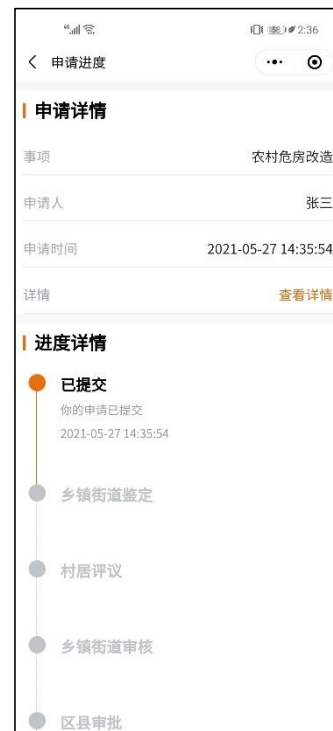 2:36
申请进度
申请详情
事项 农村危房改造
申请人 张三
申请时间 2021-05-27 14:35:54
详情 查看详情
进度详情
已提交
你的申请已提交
2021-05-27 14:35:54
乡镇街道鉴定
村居评议
乡镇街道审核
区县审批